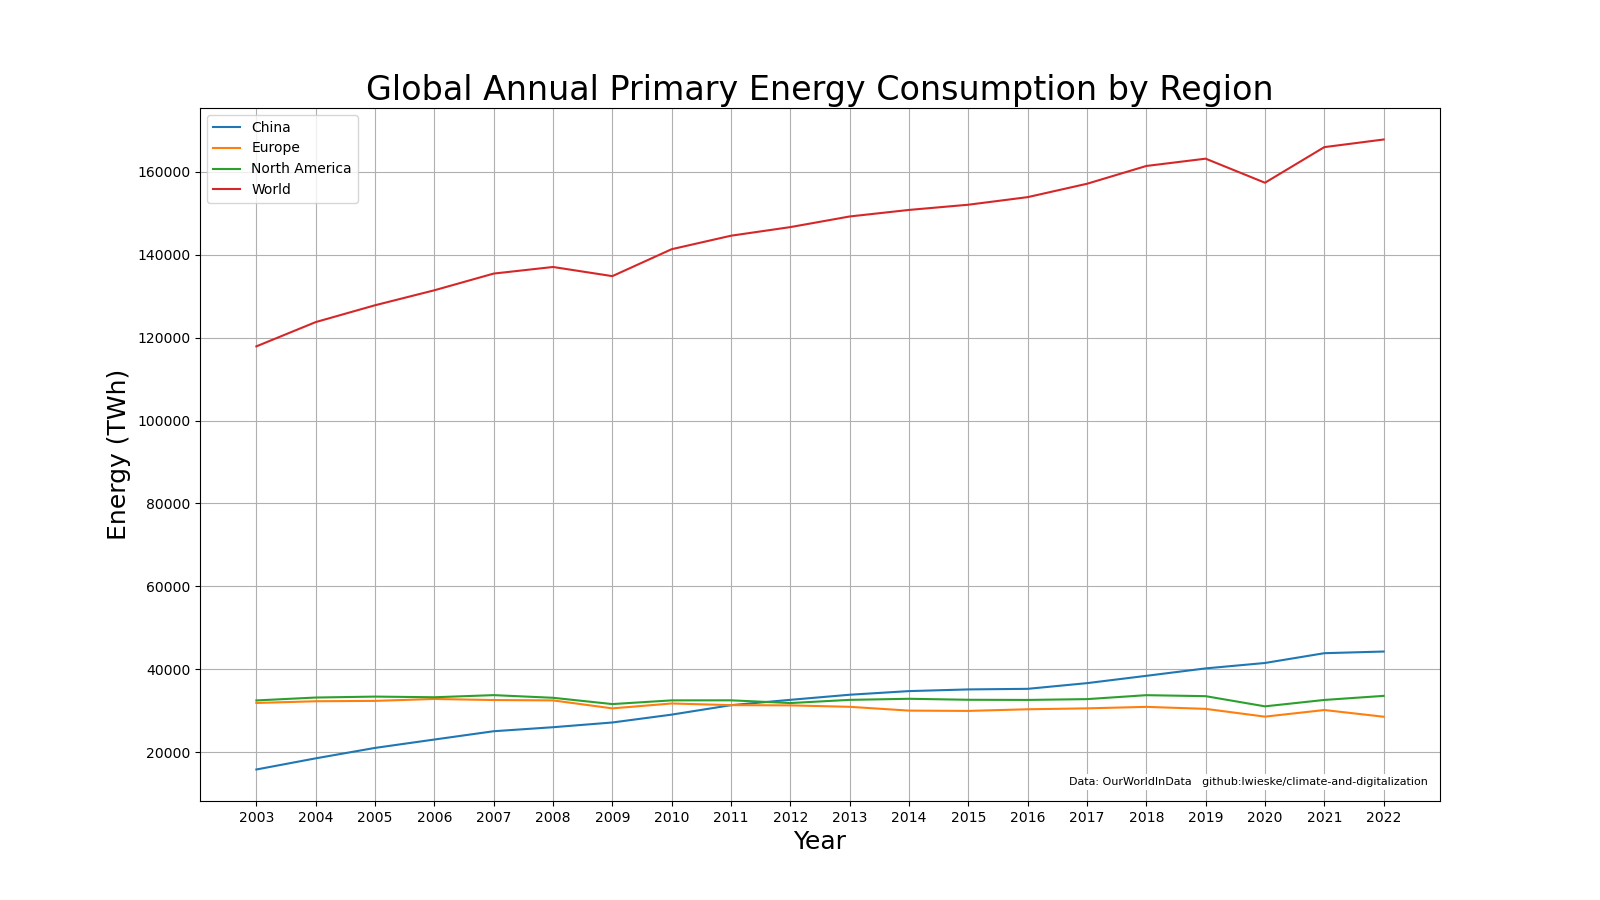 Global Annual Primary Energy Consumption by Region
China
Europe
North America
World
160000
140000
120000
100000
80000
60000
40000
20000
Energy (TWh)
Data: OurWorldInData github:lwieske/climate-and-digitalization
2003 2004 2005 2006 2007 2008 2009 2010 2011 2012 2013 2014 2015 2016 2017 2018 2019 2020 2021 2022
Year